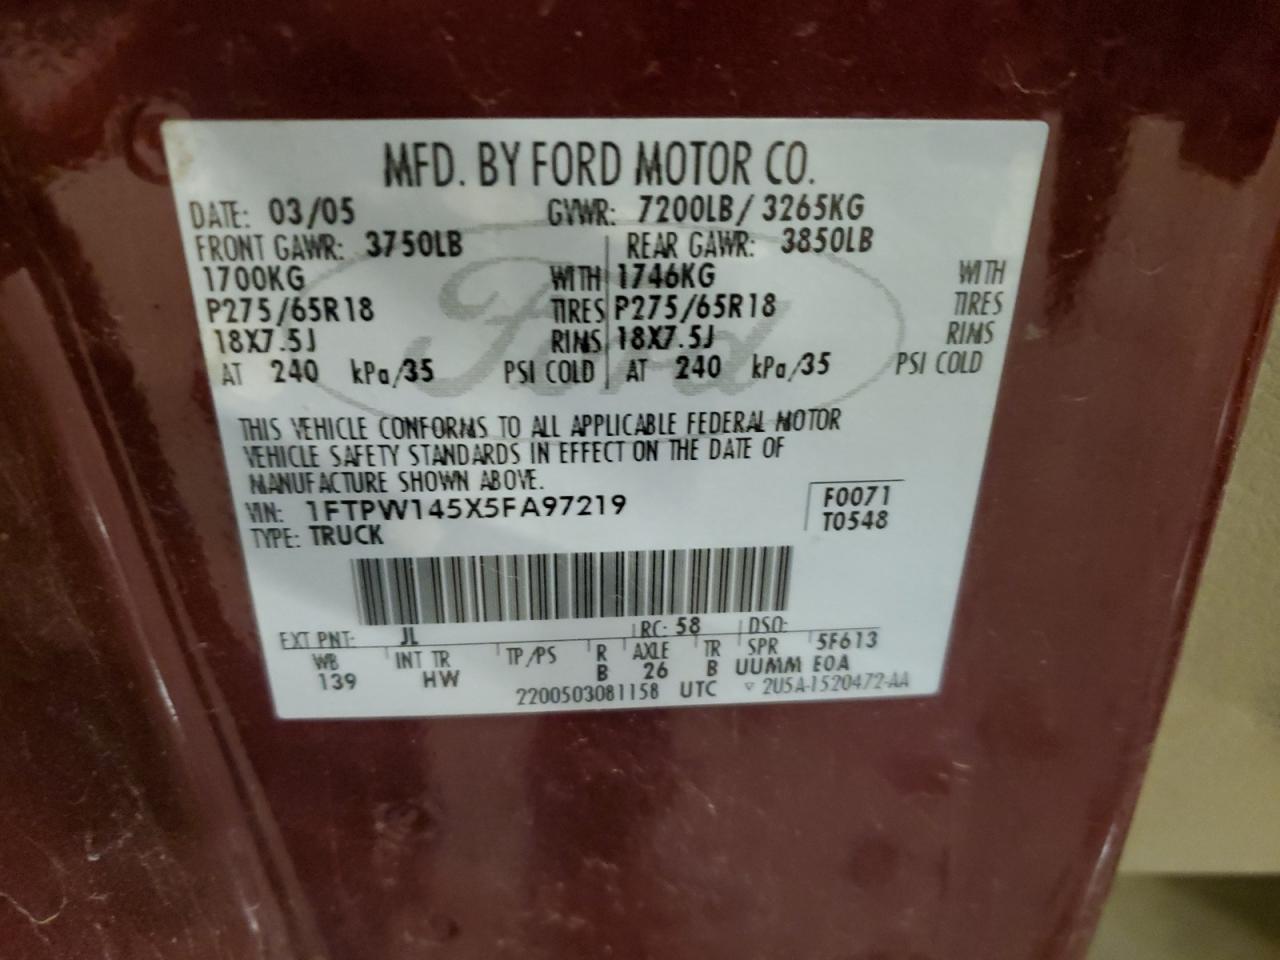 MFD. BY FORD MOTOR CO.
DATE: 03/05 GVWR: 7200LB/ 3265KG
FRONT GAWR: 3750LB REAR GAWR: 3850LB
1700KG WITH 1746KG WITH
P275/65R18 TIRES P275/65R18 TIRES
18X7.5J RIMS 18X7.5J RIMS
AT 240 kPa/35 PSI COLD AT 240 kPa/35 PSI COLD
Ford
THIS VEHICLE CONFORMS TO ALL APPLICABLE FEDERAL MOTOR
VEHICLE SAFETY STANDARDS IN EFFECT ON THE DATE OF
MANUFACTURE SHOWN ABOVE.
VIN: 1FTPW145X5FA97219 F0071
TYPE: TRUCK T0548
EXT PNT: JL RC: 58 DSO:
WB INT TR TP/PS R AXLE TR SPR 5F613
139 HW B 26 B UUMM EOA
2200503081158 UTC ▽ 2U5A-1520472-AA